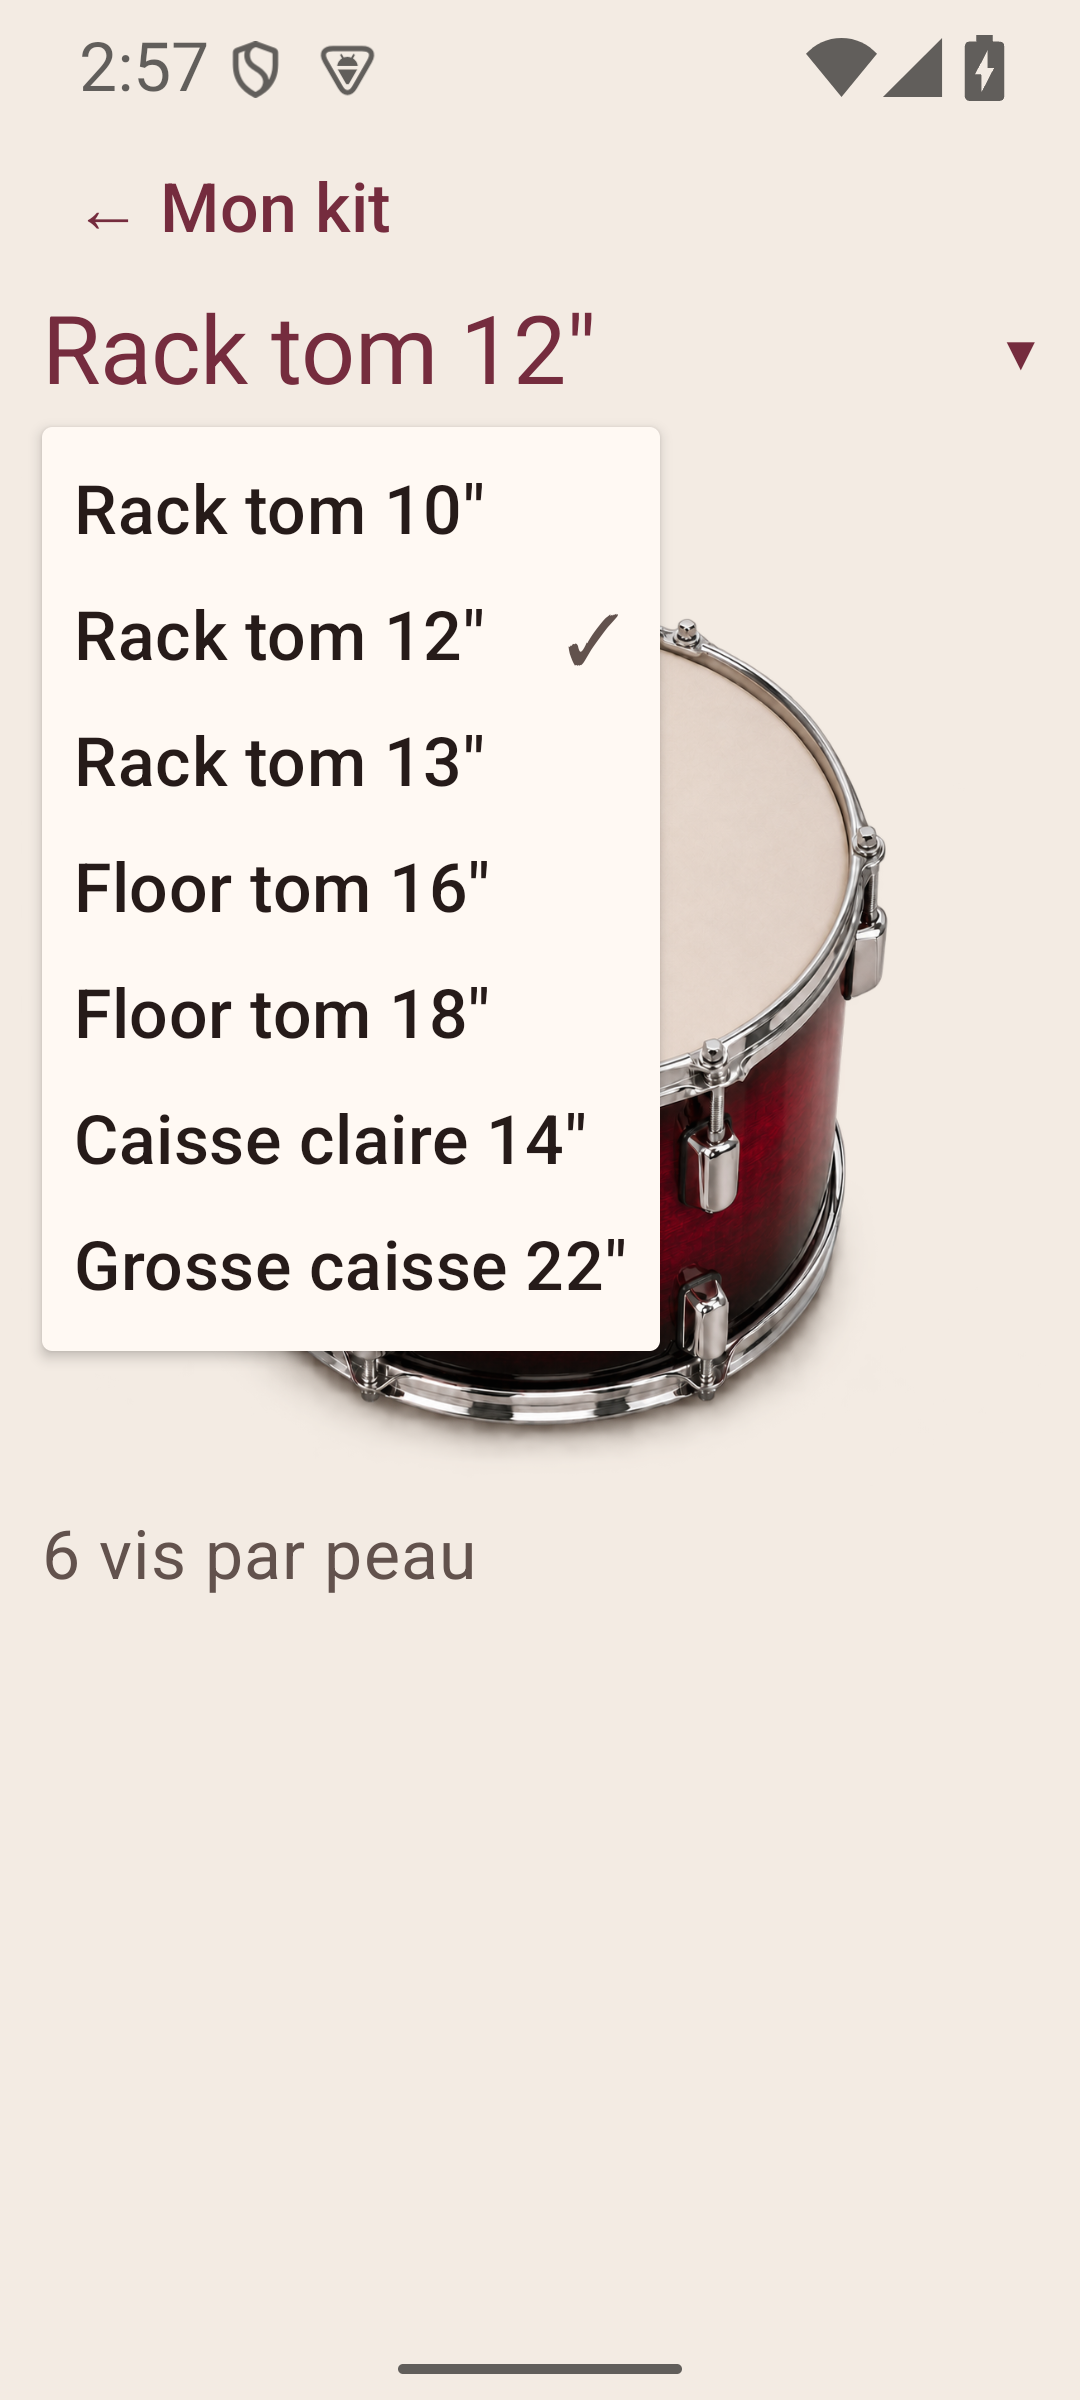 2:57
← Mon kit
Rack tom 12" ▼
Rack tom 10"
Rack tom 12" ✓
Rack tom 13"
Floor tom 16"
Floor tom 18"
Caisse claire 14"
Grosse caisse 22"
6 vis par peau